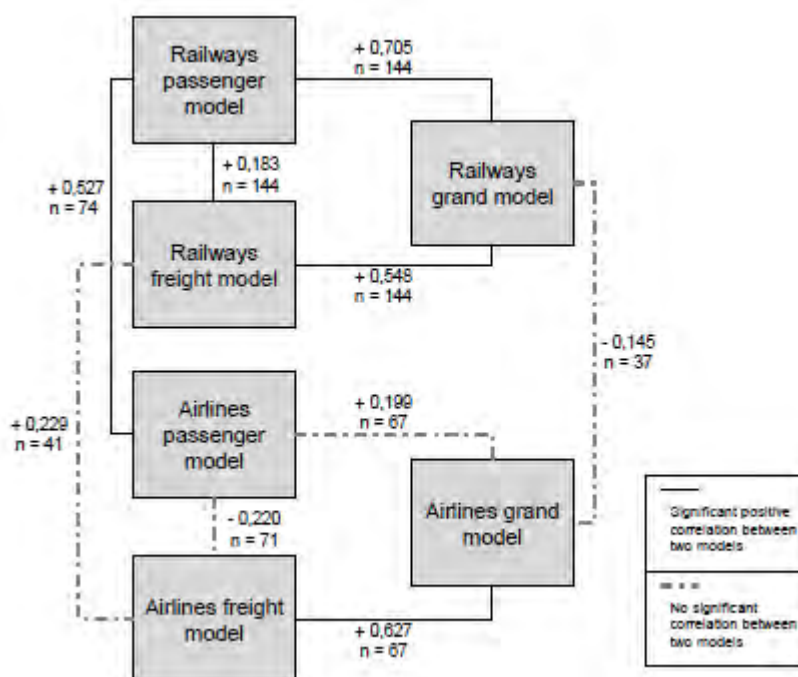 Railways
passenger
model
+ 0,705
n = 144
+ 0,183
n = 144
+ 0,527
n = 74
Railways
grand model
Railways
freight model
+ 0,548
n = 144
- 0,145
n = 37
Airlines
passenger
model
+ 0,199
n = 67
+ 0,229
n = 41
- 0,220
n = 71
Airlines grand
model
Airlines freight
model
+ 0,627
n = 67
Significant positive
correlation between
two models
No significant
correlation between
two models